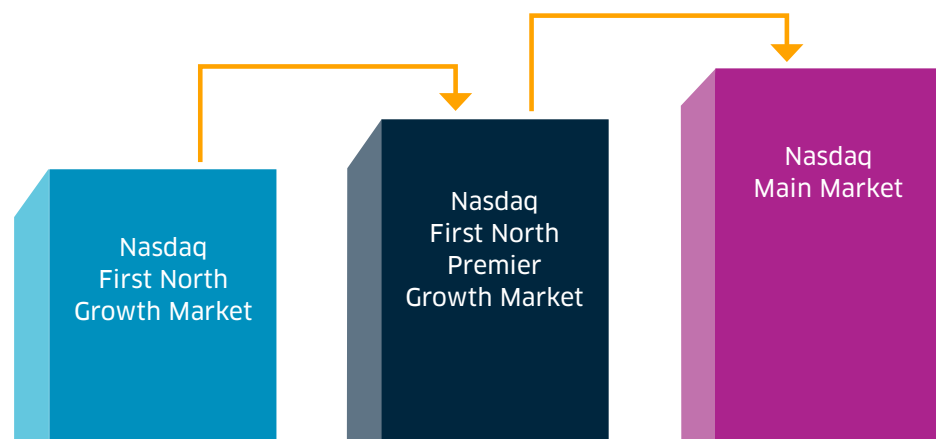 Nasdaq
First North
Growth Market
Nasdaq
First North
Premier
Growth Market
Nasdaq
Main Market